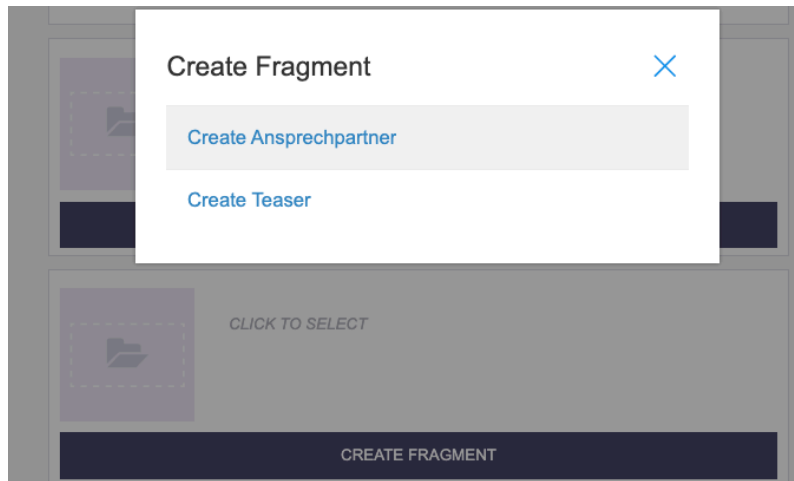 Create Fragment
Create Ansprechpartner
Create Teaser
CLICK TO SELECT
CREATE FRAGMENT